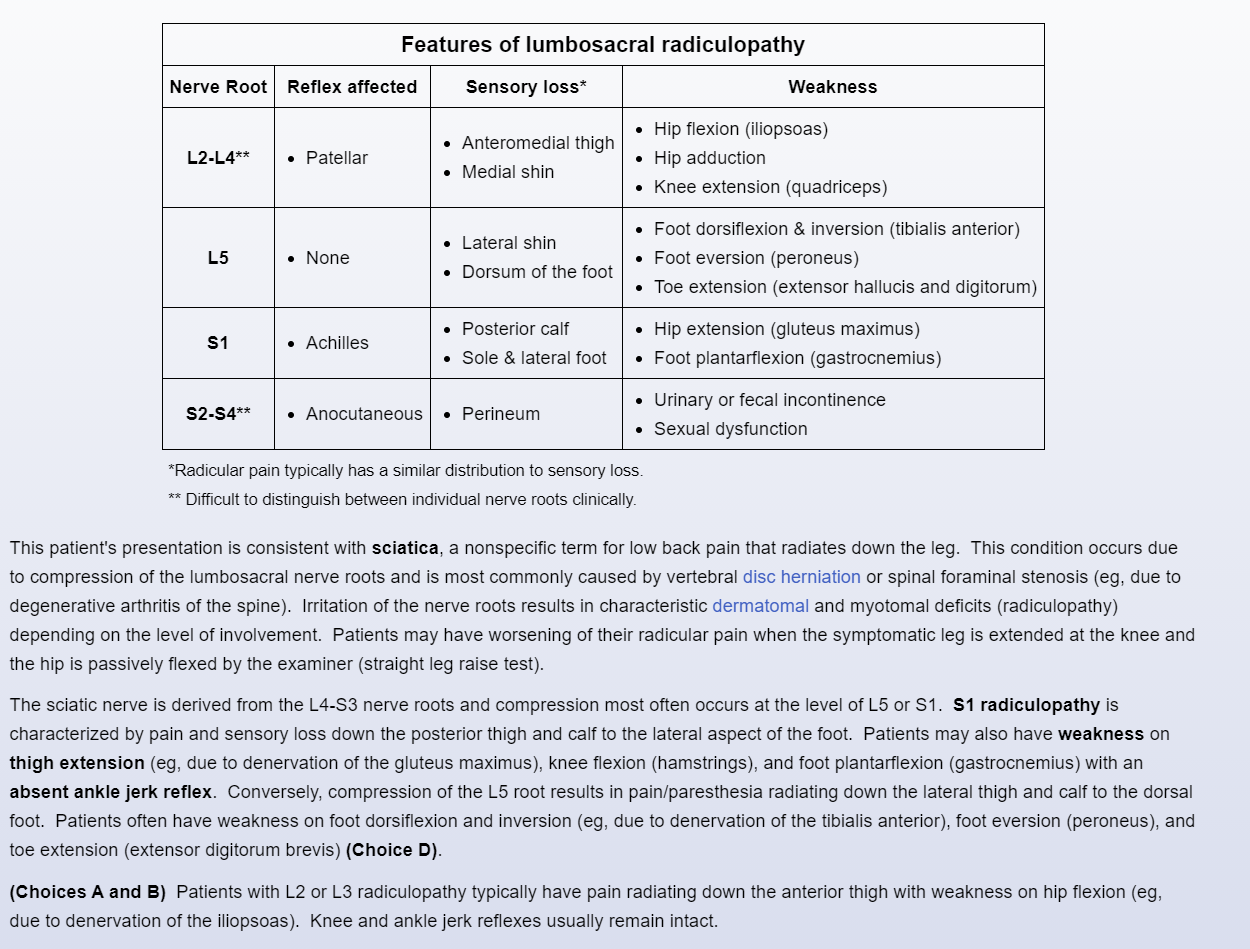 Features of lumbosacral radiculopathy
Nerve Root Reflex affected Sensory loss* Weakness
L2-L4** • Patellar • Anteromedial thigh • Medial shin • Hip flexion (iliopsoas) • Hip adduction • Knee extension (quadriceps)
L5 • None • Lateral shin • Dorsum of the foot • Foot dorsiflexion & inversion (tibialis anterior) • Foot eversion (peroneus) • Toe extension (extensor hallucis and digitorum)
S1 • Achilles • Posterior calf • Sole & lateral foot • Hip extension (gluteus maximus) • Foot plantarflexion (gastrocnemius)
S2-S4** • Anocutaneous • Perineum • Urinary or fecal incontinence • Sexual dysfunction
*Radicular pain typically has a similar distribution to sensory loss.
** Difficult to distinguish between individual nerve roots clinically.
This patient's presentation is consistent with sciatica, a nonspecific term for low back pain that radiates down the leg. This condition occurs due
to compression of the lumbosacral nerve roots and is most commonly caused by vertebral disc herniation or spinal foraminal stenosis (eg, due to
degenerative arthritis of the spine). Irritation of the nerve roots results in characteristic dermatomal and myotomal deficits (radiculopathy)
depending on the level of involvement. Patients may have worsening of their radicular pain when the symptomatic leg is extended at the knee and
the hip is passively flexed by the examiner (straight leg raise test).
The sciatic nerve is derived from the L4-S3 nerve roots and compression most often occurs at the level of L5 or S1. S1 radiculopathy is
characterized by pain and sensory loss down the posterior thigh and calf to the lateral aspect of the foot. Patients may also have weakness on
thigh extension (eg, due to denervation of the gluteus maximus), knee flexion (hamstrings), and foot plantarflexion (gastrocnemius) with an
absent ankle jerk reflex. Conversely, compression of the L5 root results in pain/paresthesia radiating down the lateral thigh and calf to the dorsal
foot. Patients often have weakness on foot dorsiflexion and inversion (eg, due to denervation of the tibialis anterior), foot eversion (peroneus), and
toe extension (extensor digitorum brevis) (Choice D).
(Choices A and B) Patients with L2 or L3 radiculopathy typically have pain radiating down the anterior thigh with weakness on hip flexion (eg,
due to denervation of the iliopsoas). Knee and ankle jerk reflexes usually remain intact.